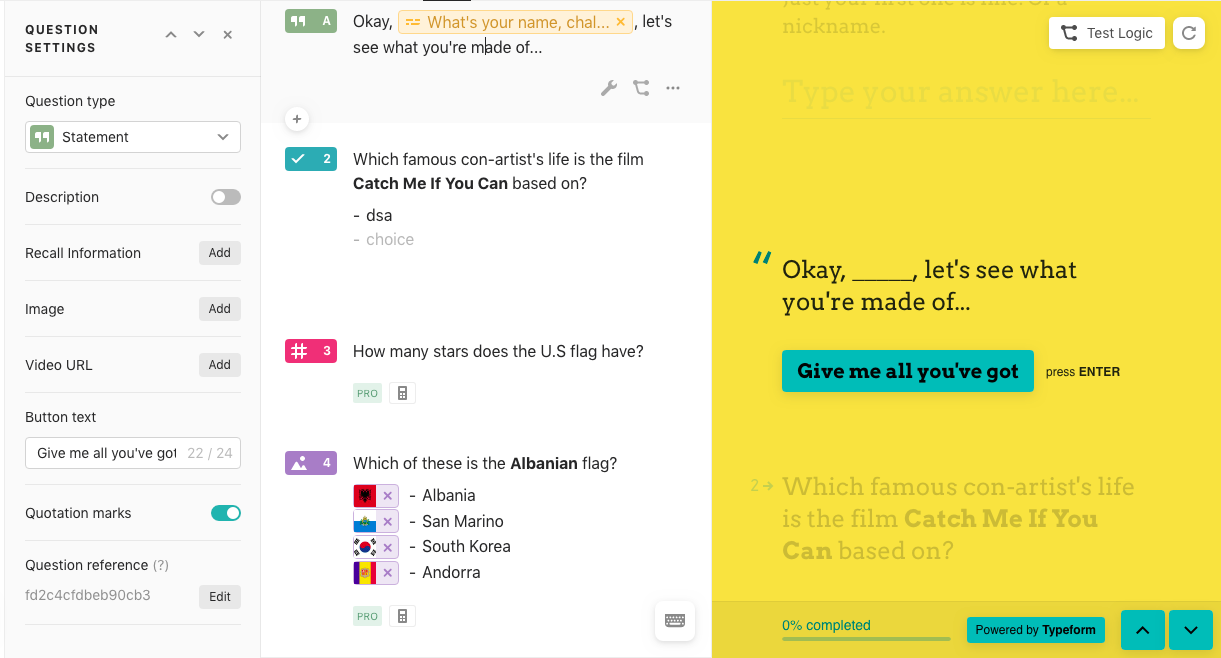 QUESTION
SETTINGS
Question type
Statement
Description
Recall Information
Add
Image
Add
Video URL
Add
Button text
Give me all you've got
22 / 24
Quotation marks
Question reference (?)
fd2c4cfdbeb90cb3
Edit
A
Okay, What's your name, chal... ×, let's
see what you're made of...
+
2
Which famous con-artist's life is the film
Catch Me If You Can based on?
- dsa
- choice
3
How many stars does the U.S flag have?
PRO
4
Which of these is the Albanian flag?
- Albania
- San Marino
- South Korea
- Andorra
PRO
Just your first one is fine. Or a
nickname.
Test Logic
Type your answer here...
“
Okay, _____, let's see what
you're made of...
Give me all you've got
press ENTER
2 →
Which famous con-artist's life
is the film Catch Me If You
Can based on?
0% completed
Powered by Typeform